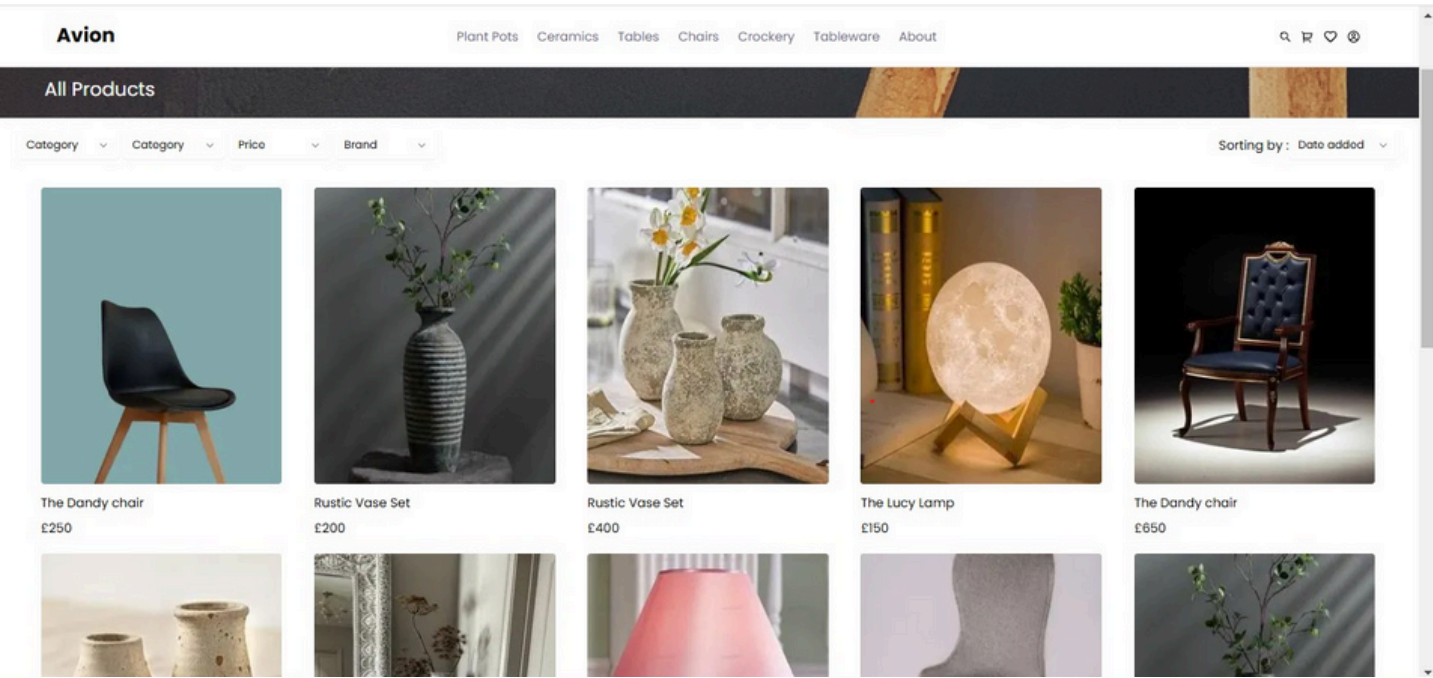 Avion
Plant Pots Ceramics Tables Chairs Crockery Tableware About
All Products
Category Category Price Brand
Sorting by : Date added
The Dandy chair
£250
Rustic Vase Set
£200
Rustic Vase Set
£400
The Lucy Lamp
£150
The Dandy chair
£650